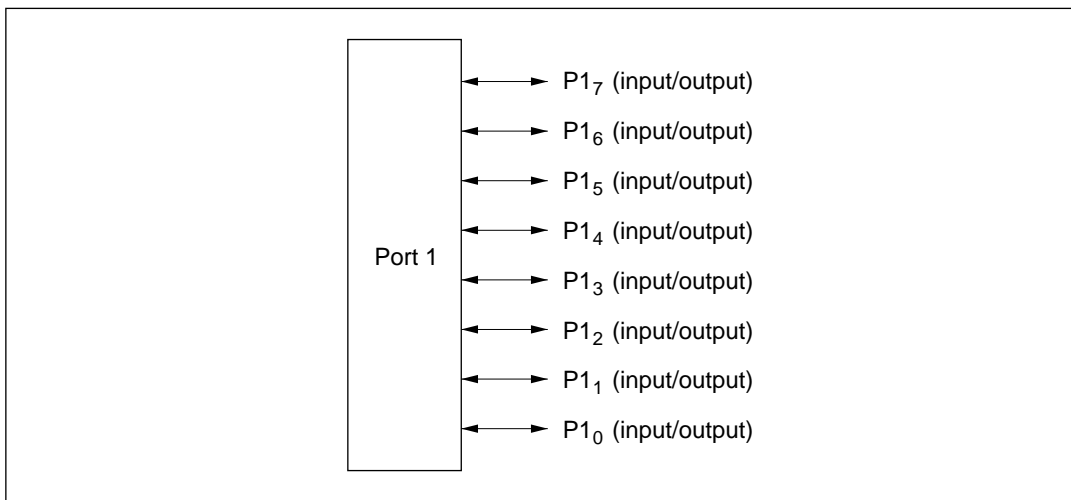 P1₇ (input/output)
P1₆ (input/output)
P1₅ (input/output)
P1₄ (input/output)
Port 1
P1₃ (input/output)
P1₂ (input/output)
P1₁ (input/output)
P1₀ (input/output)